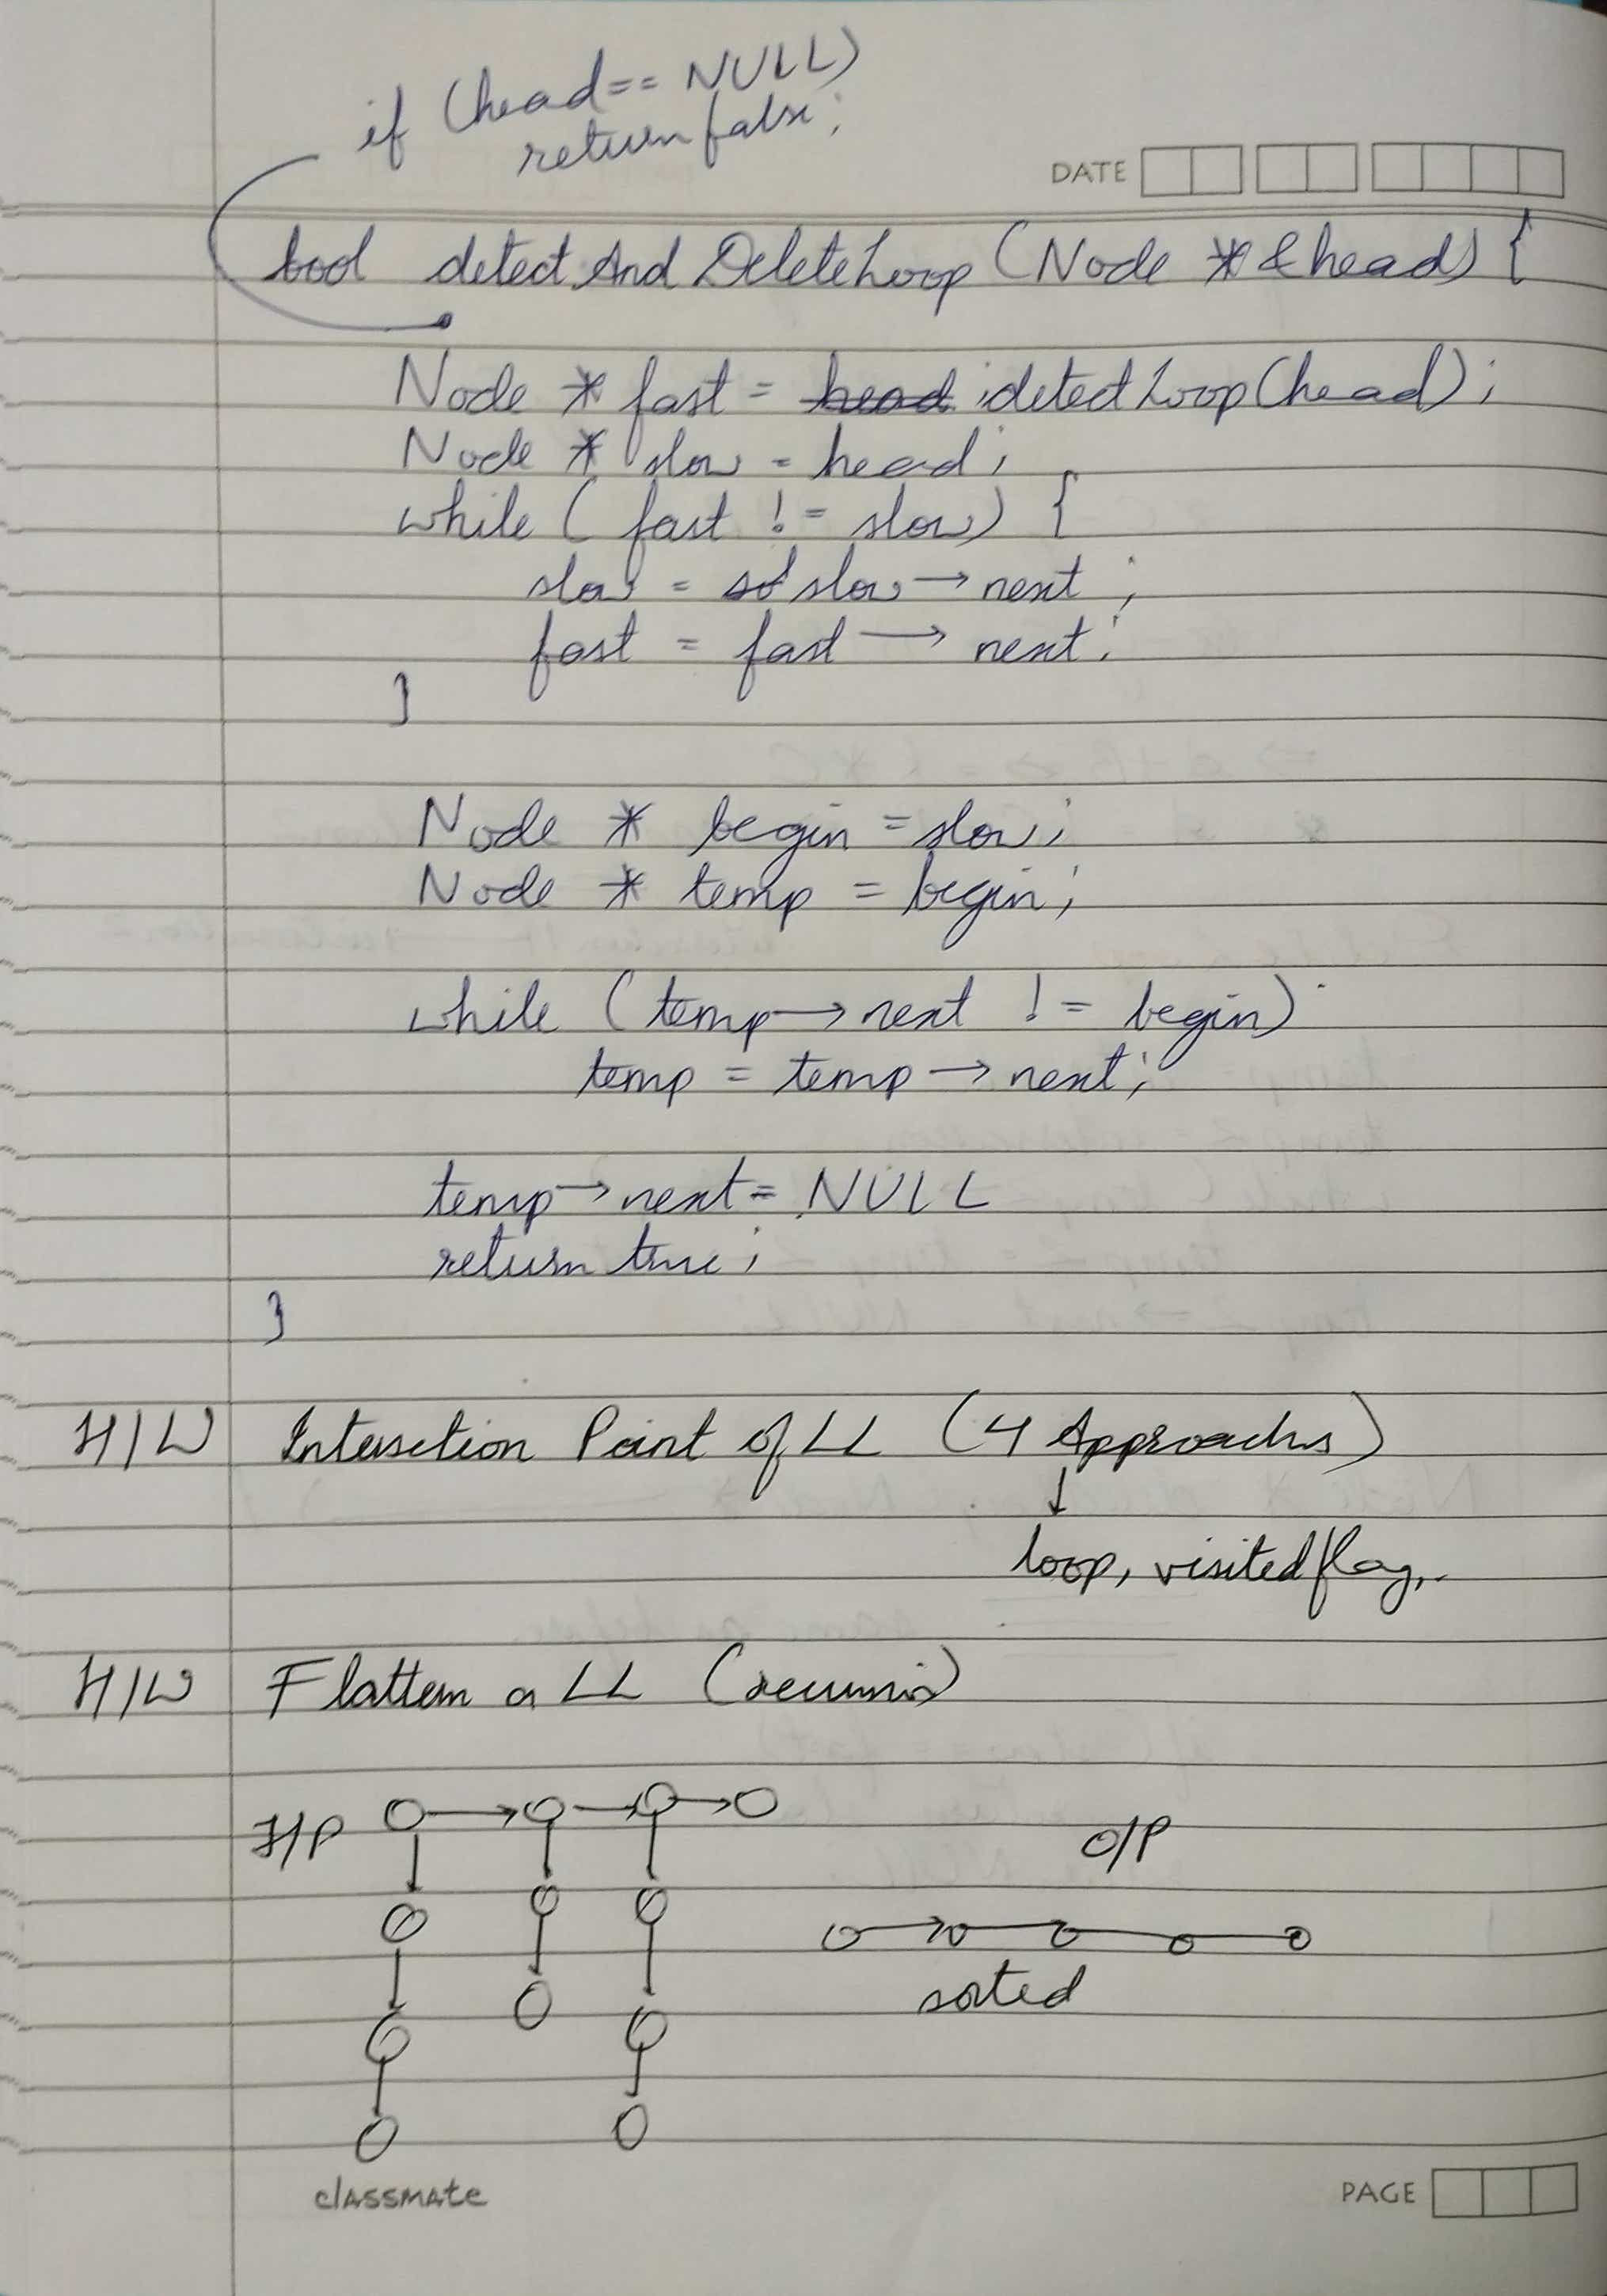 if (head == NULL)
return false;
DATE
bool detectAndDeleteLoop (Node *&head) {
Node * fast = head detectLoop(head);
Node * slow = head;
while ( fast != slow) {
slow = slow → next ;
fast = fast → next;
}
Node * begin = slow;
Node * temp = begin;
while (temp → next != begin)
temp = temp → next;
temp → next = NULL
return true;
}
H/W Intersection Point of LL (4 Approaches)
↓
loop, visited flag,..
H/W Flatten a LL
I/P O/P
sorted
classmate PAGE